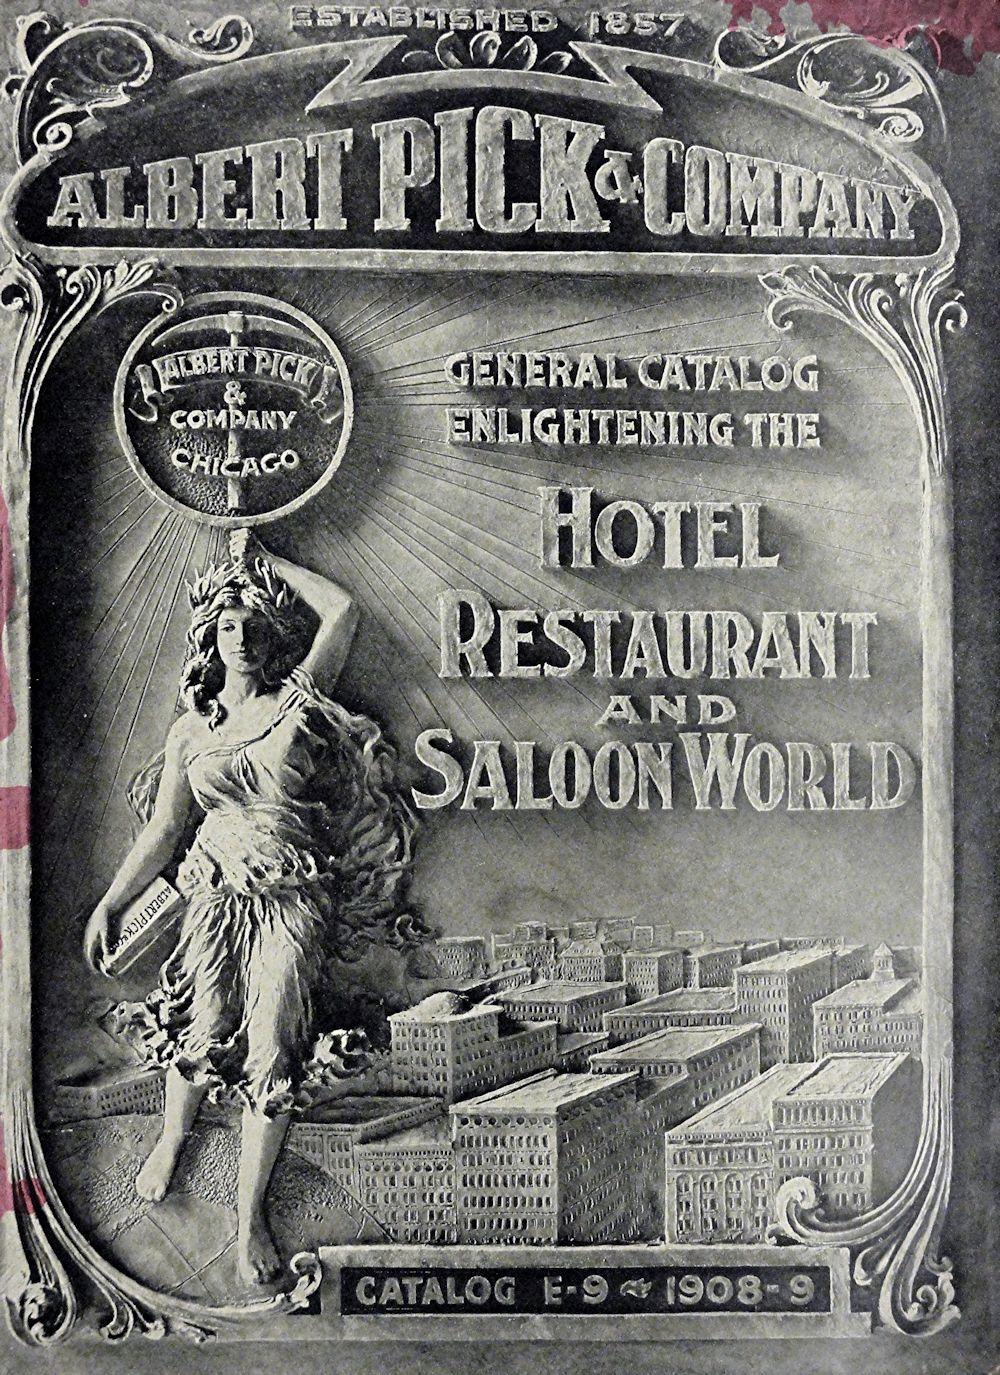 ESTABLISHED 1857
ALBERT PICK & COMPANY
ALBERT PICK
&
COMPANY
CHICAGO
GENERAL CATALOG
ENLIGHTENING THE
HOTEL
RESTAURANT
AND
SALOON WORLD
ALBERT PICK & CO
CATALOG E-9 1908-9